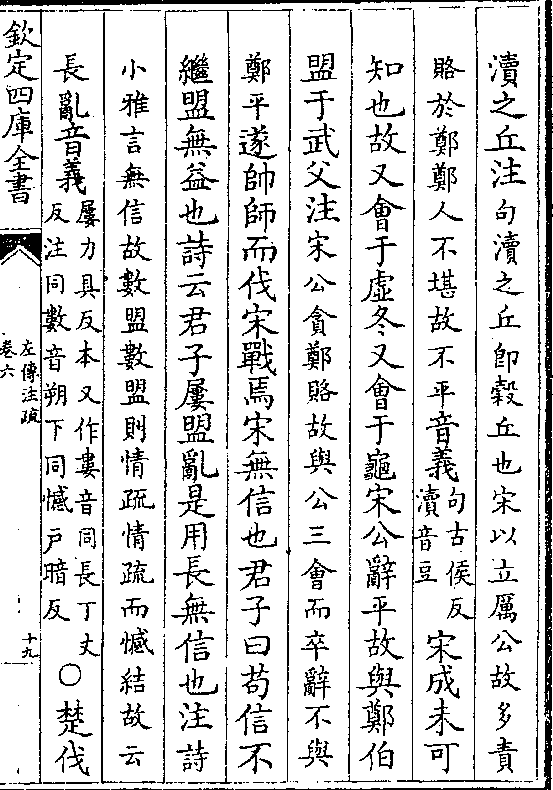 瀆之丘注句瀆之丘即穀丘也宋以立厲公故多責
賂於鄭鄭人不堪故不平音義句古侯反瀆音豆宋成未可
知也故又會于虛冬又會于龜宋公辭平故與鄭伯
盟于武父注宋公貪鄭賂故與公三會而卒辭不與
鄭平遂帥師而伐宋戰焉宋無信也君子曰苟信不
繼盟無益也詩云君子屢盟亂是用長無信也注詩
小雅言無信故數盟數盟則情疏情疏而憾結故云
長亂音義屢力具反本又作婁音同長丁丈反注同數音朔下同憾戸暗反○楚伐
欽定四庫全書
左傳注疏
卷六
十九